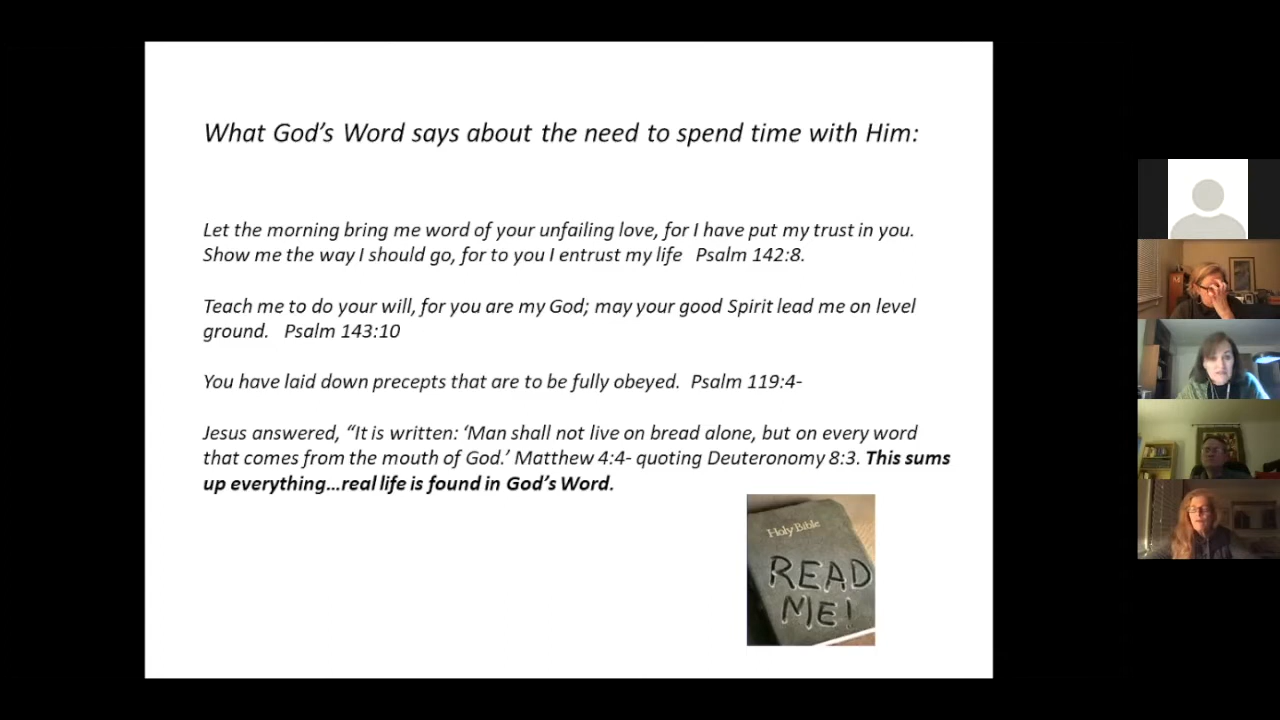 What God’s Word says about the need to spend time with Him:
Let the morning bring me word of your unfailing love, for I have put my trust in you.
Show me the way I should go, for to you I entrust my life   Psalm 142:8.
Teach me to do your will, for you are my God; may your good Spirit lead me on level
ground.   Psalm 143:10
You have laid down precepts that are to be fully obeyed.  Psalm 119:4-
Jesus answered, “It is written: ‘Man shall not live on bread alone, but on every word
that comes from the mouth of God.’ Matthew 4:4- quoting Deuteronomy 8:3. This sums
up everything…real life is found in God’s Word.
Holy Bible
READ
ME!